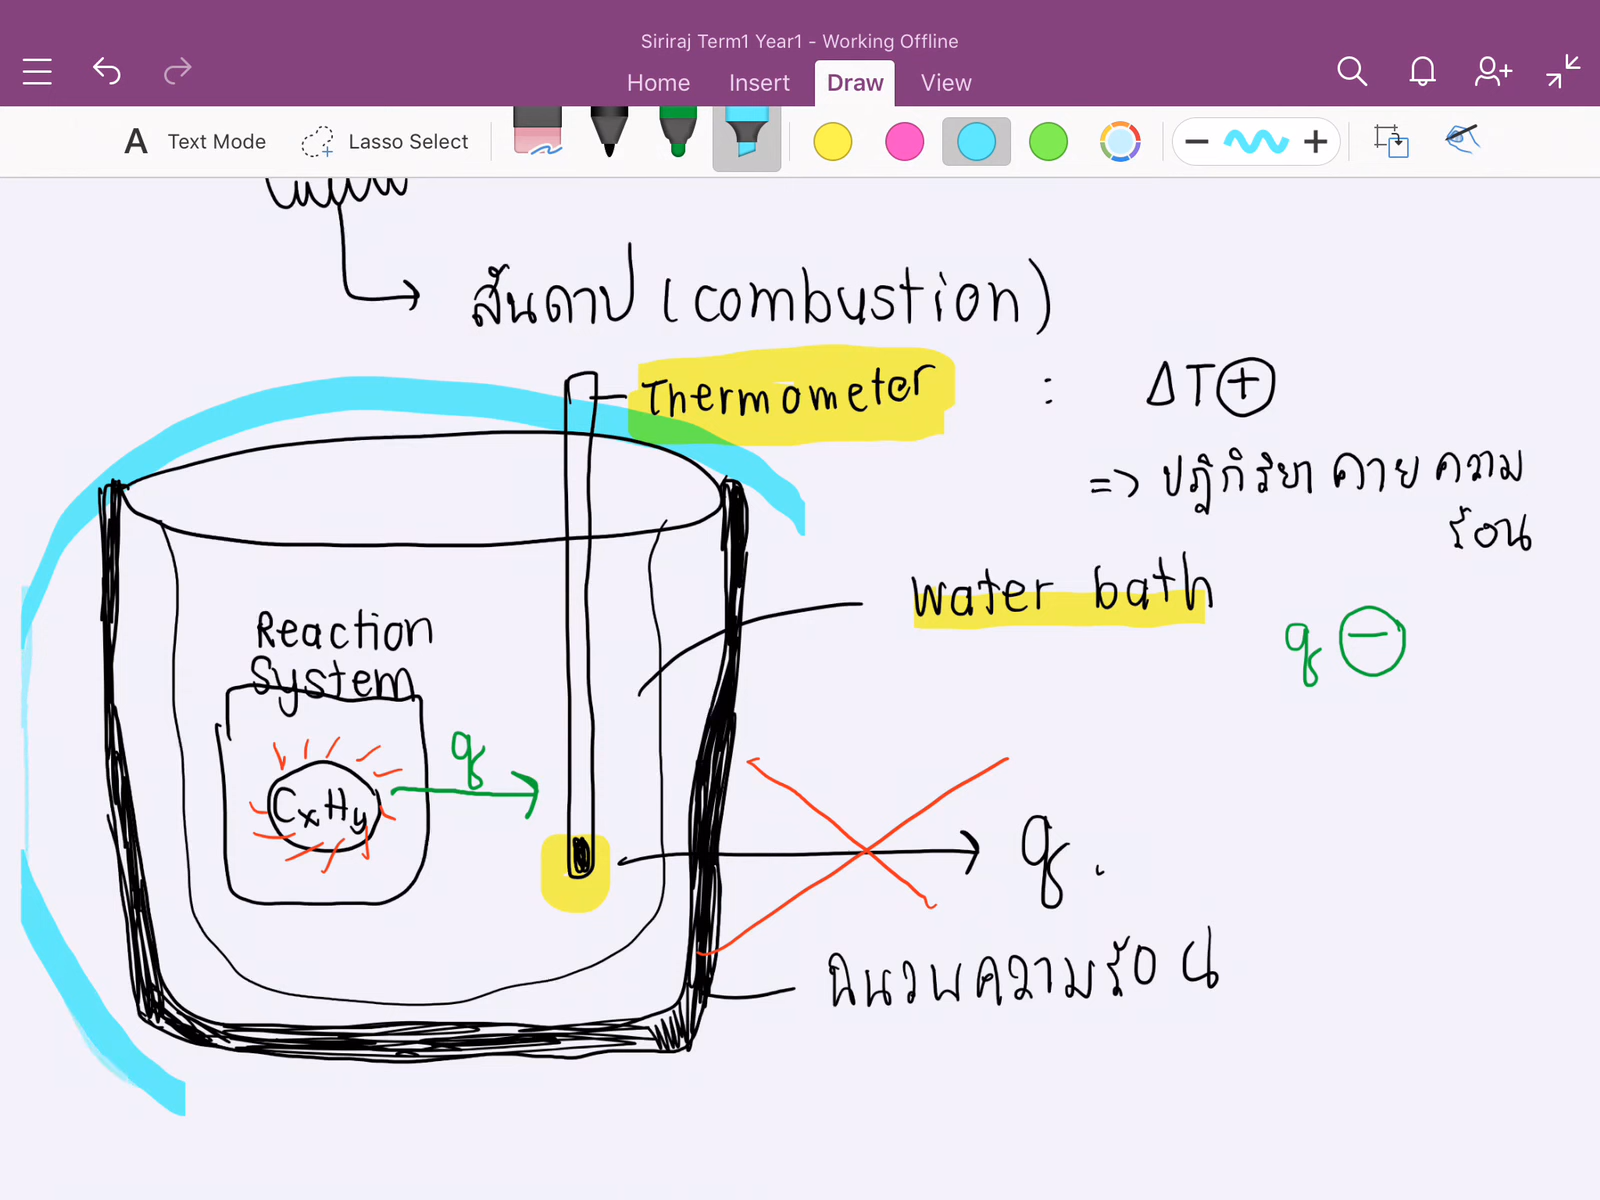 Siriraj Term1 Year1 - Working Offline
Home Insert Draw View
A Text Mode Lasso Select
สันดาป (combustion)
Thermometer : ΔT⊕
=> ปฏิกิริยา คาย ความ
ร้อน
water bath
q ⊖
Reaction
System
q
CxHy
q.
ฉนวนความร้อน